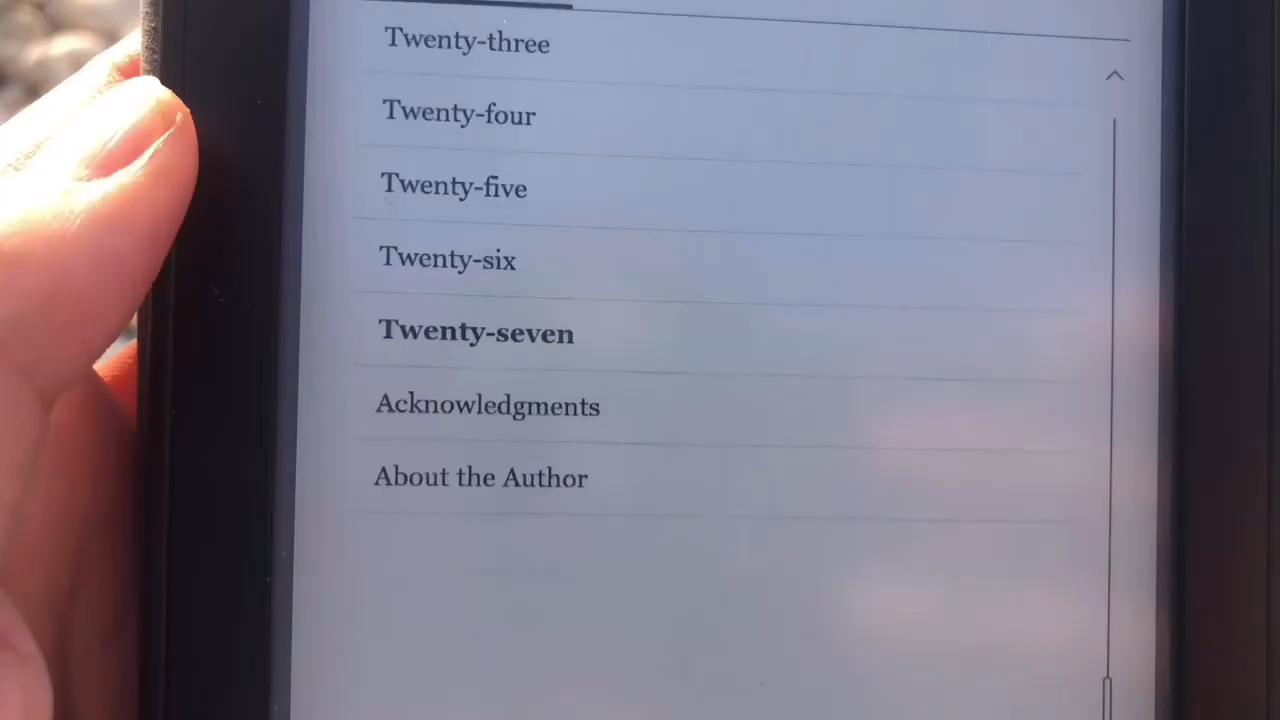 Twenty-three
Twenty-four
Twenty-five
Twenty-six
Twenty-seven
Acknowledgments
About the Author